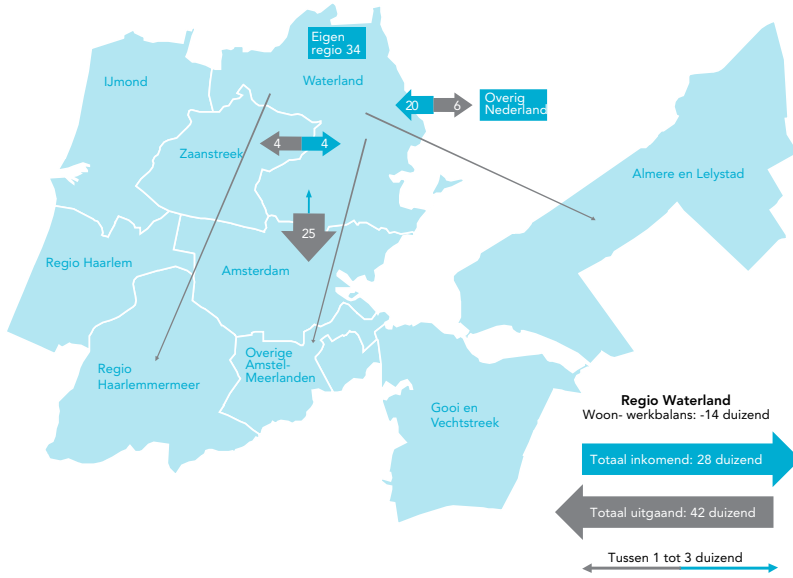 Eigen
regio 34
IJmond
Waterland
20
6
Overig
Nederland
Zaanstreek
4
4
Almere en Lelystad
25
Regio Haarlem
Amsterdam
Regio
Haarlemmermeer
Overige
Amstel-
Meerlanden
Gooi en
Vechtstreek
Regio Waterland
Woon- werkbalans: -14 duizend
Totaal inkomend: 28 duizend
Totaal uitgaand: 42 duizend
Tussen 1 tot 3 duizend